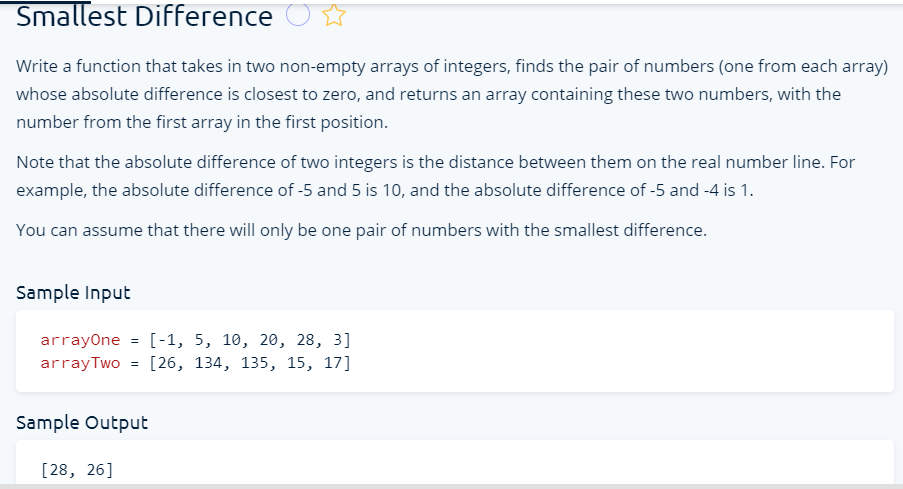 Smallest Difference
Write a function that takes in two non-empty arrays of integers, finds the pair of numbers (one from each array)
whose absolute difference is closest to zero, and returns an array containing these two numbers, with the
number from the first array in the first position.
Note that the absolute difference of two integers is the distance between them on the real number line. For
example, the absolute difference of -5 and 5 is 10, and the absolute difference of -5 and -4 is 1.
You can assume that there will only be one pair of numbers with the smallest difference.
Sample Input
arrayOne = [-1, 5, 10, 20, 28, 3]
arrayTwo = [26, 134, 135, 15, 17]
Sample Output
[28, 26]